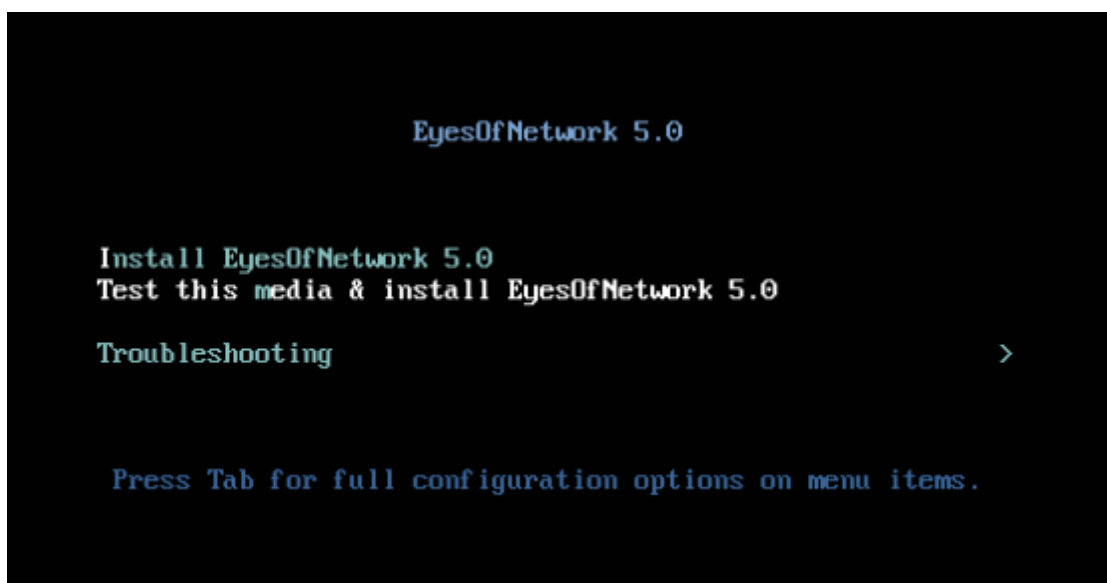 EyesOfNetwork 5.0
Install EyesOfNetwork 5.0
Test this media & install EyesOfNetwork 5.0
Troubleshooting >
Press Tab for full configuration options on menu items.